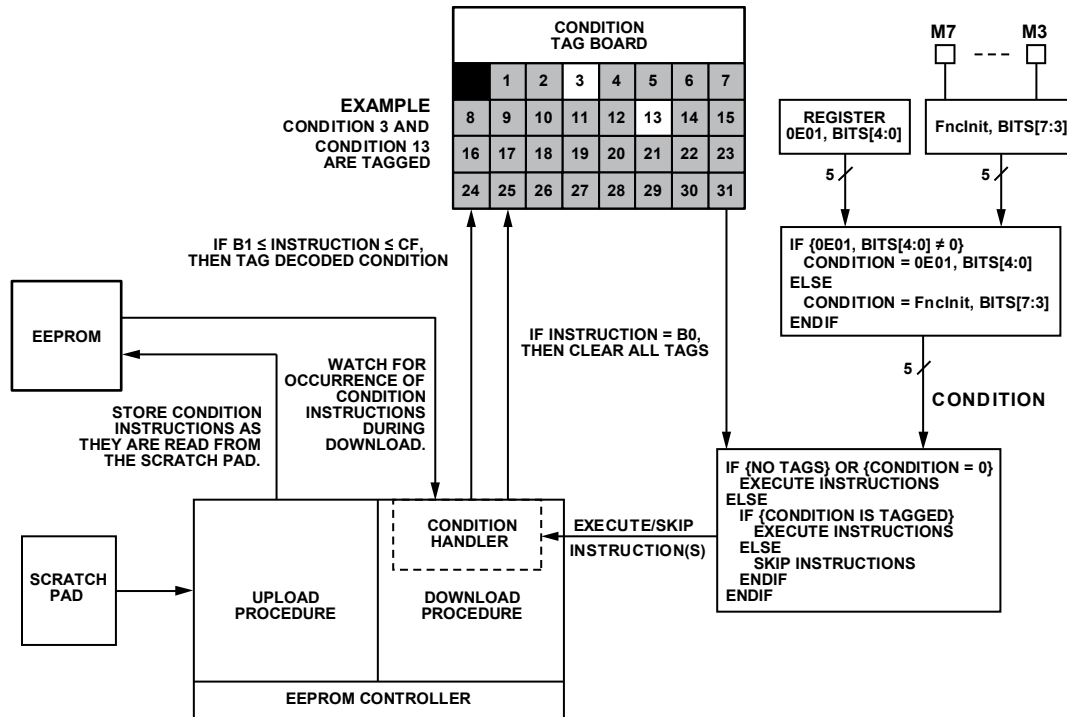 CONDITION
TAG BOARD
1 2 3 4 5 6 7
8 9 10 11 12 13 14 15
16 17 18 19 20 21 22 23
24 25 26 27 28 29 30 31
EXAMPLE
CONDITION 3 AND
CONDITION 13
ARE TAGGED
M7
M3
REGISTER
0E01, BITS[4:0]
FncInit, BITS[7:3]
5
5
IF {0E01, BITS[4:0] ≠ 0}
CONDITION = 0E01, BITS[4:0]
ELSE
CONDITION = FncInit, BITS[7:3]
ENDIF
5
CONDITION
IF B1 ≤ INSTRUCTION ≤ CF,
THEN TAG DECODED CONDITION
IF INSTRUCTION = B0,
THEN CLEAR ALL TAGS
EEPROM
WATCH FOR
OCCURRENCE OF
CONDITION
INSTRUCTIONS
DURING
DOWNLOAD.
STORE CONDITION
INSTRUCTIONS AS
THEY ARE READ FROM
THE SCRATCH PAD.
IF {NO TAGS} OR {CONDITION = 0}
EXECUTE INSTRUCTIONS
ELSE
IF {CONDITION IS TAGGED}
EXECUTE INSTRUCTIONS
ELSE
SKIP INSTRUCTIONS
ENDIF
ENDIF
EXECUTE/SKIP
INSTRUCTION(S)
CONDITION
HANDLER
SCRATCH
PAD
UPLOAD
PROCEDURE
DOWNLOAD
PROCEDURE
EEPROM CONTROLLER